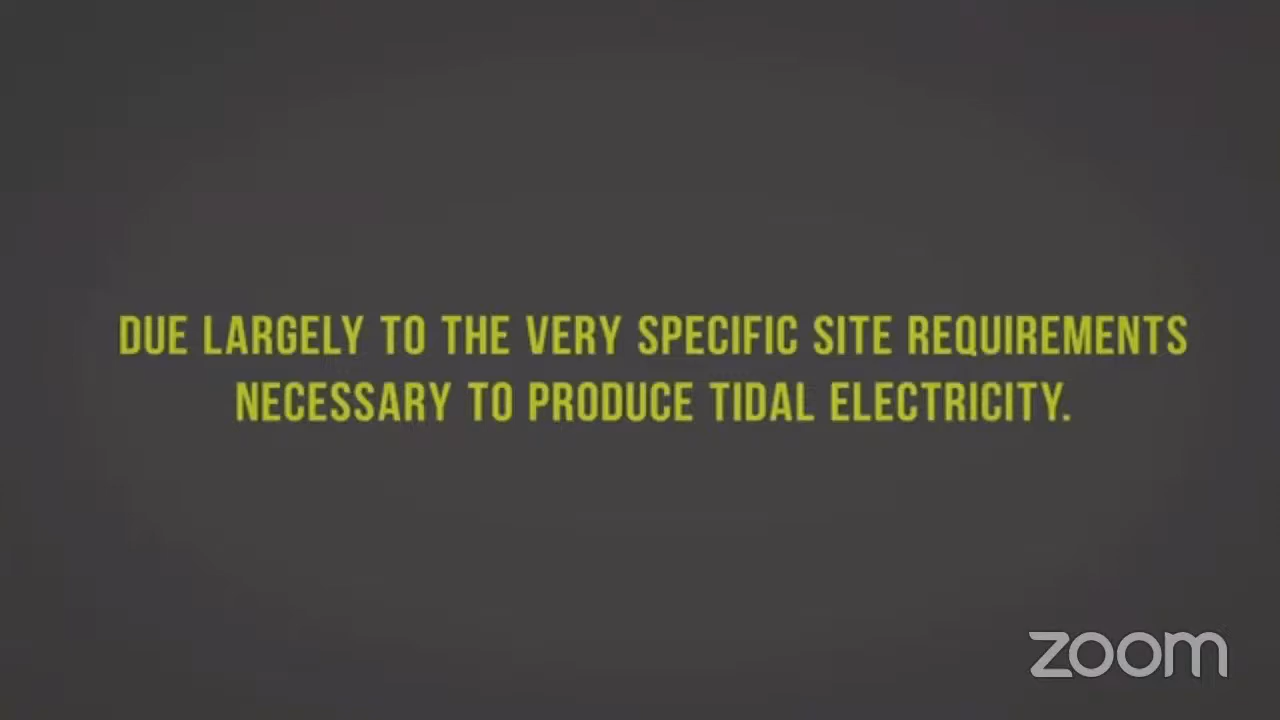 DUE LARGELY TO THE VERY SPECIFIC SITE REQUIREMENTS
NECESSARY TO PRODUCE TIDAL ELECTRICITY.
zoom